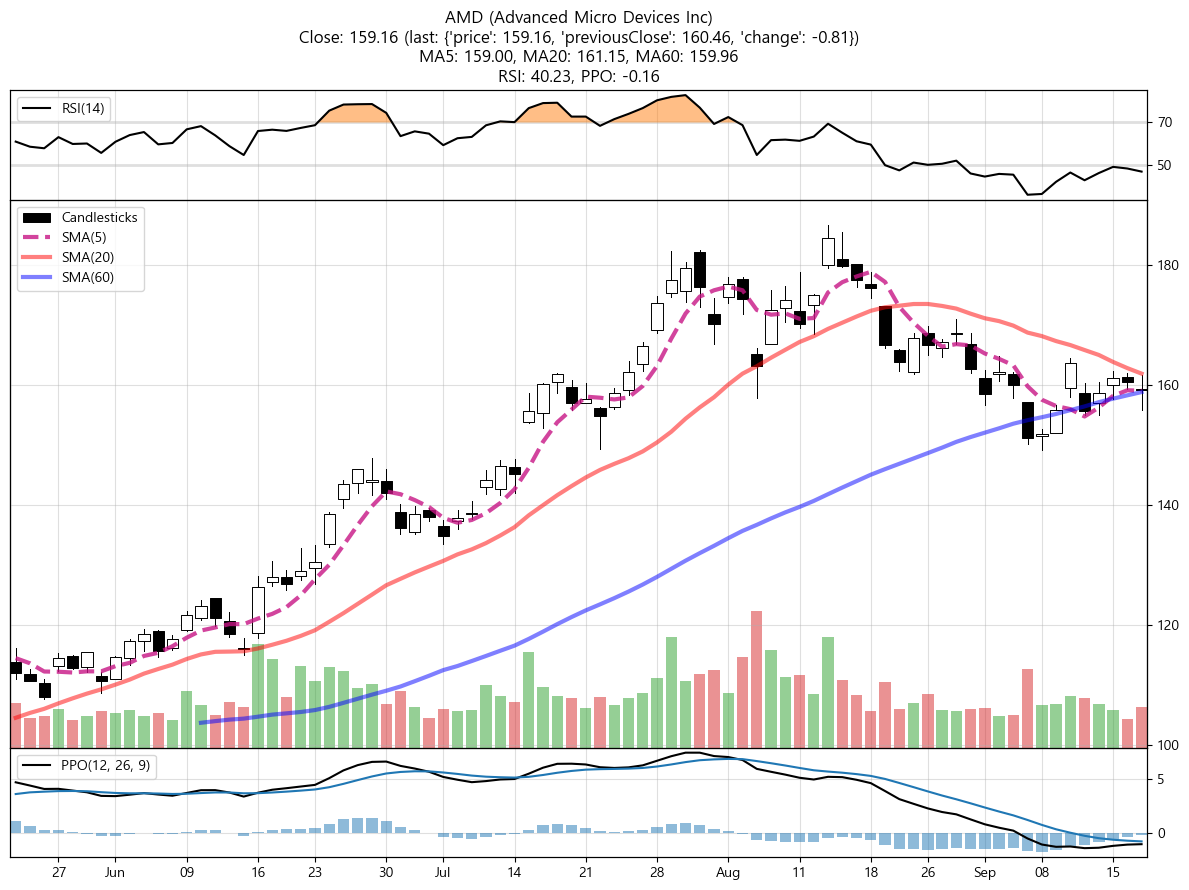 AMD (Advanced Micro Devices Inc)
Close: 159.16 (last: {'price': 159.16, 'previousClose': 160.46, 'change': -0.81})
MA5: 159.00, MA20: 161.15, MA60: 159.96
RSI: 40.23, PPO: -0.16
RSI(14)
70
50
Candlesticks
SMA(5)
SMA(20)
SMA(60)
180
160
140
120
100
PPO(12, 26, 9)
5
0
27 Jun 09 16 23 30 Jul 14 21 28 Aug 11 18 26 Sep 08 15